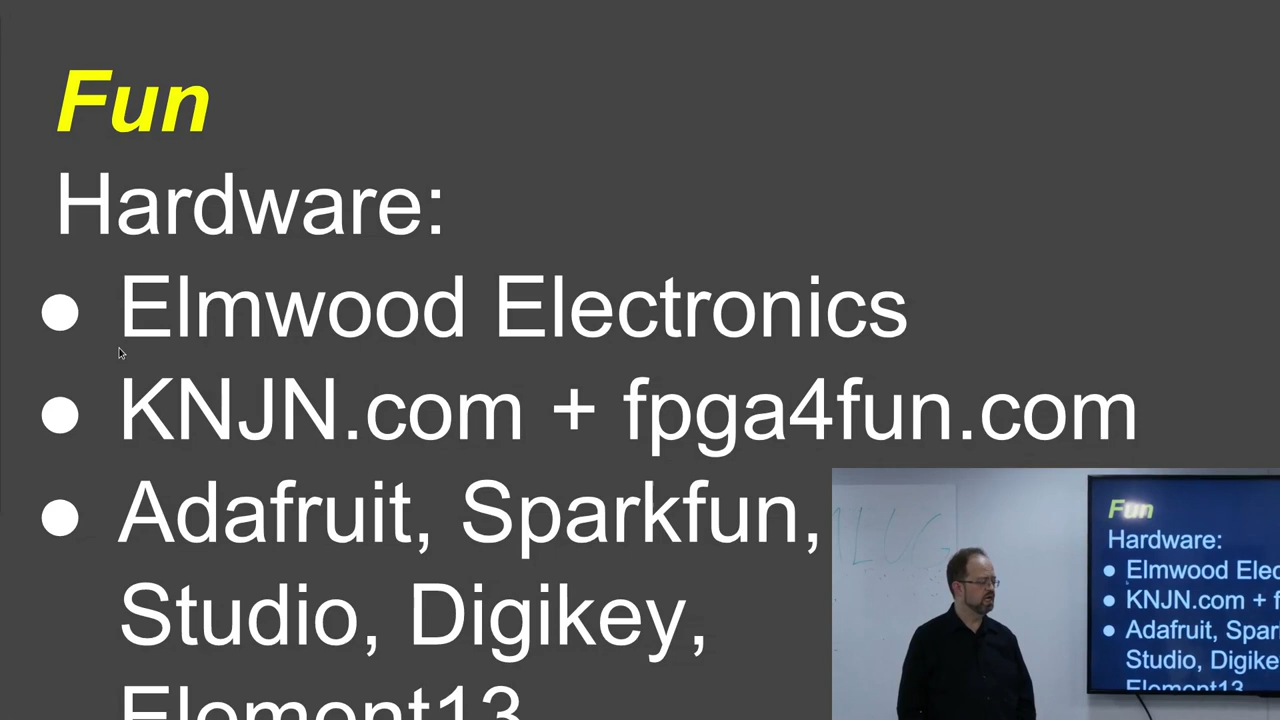 Fun
Hardware:
● Elmwood Electronics
● KNJN.com + fpga4fun.com
● Adafruit, Sparkfun,
Studio, Digikey,
Element13
ALUG
Fun
Hardware:
● Elmwood Elec
● KNJN.com + f
● Adafruit, Spar
Studio, Digike
Element13